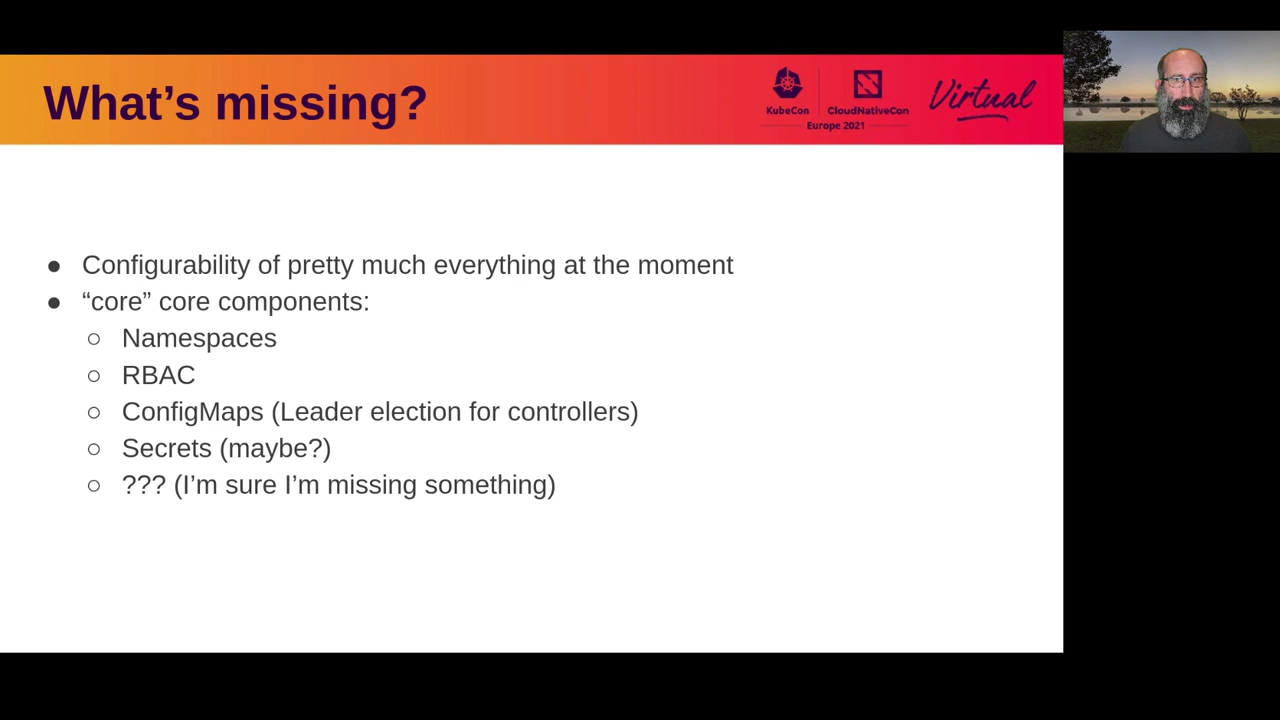 What’s missing?
KubeCon
CloudNativeCon
Europe 2021
Virtual
● Configurability of pretty much everything at the moment
● “core” core components:
○ Namespaces
○ RBAC
○ ConfigMaps (Leader election for controllers)
○ Secrets (maybe?)
○ ??? (I’m sure I’m missing something)